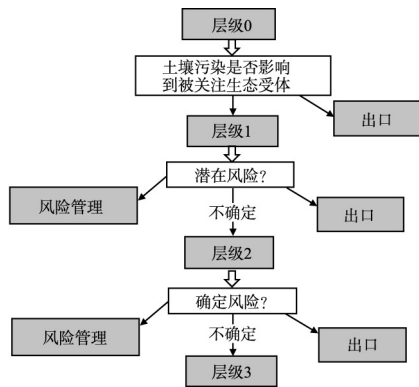 层级0
土壤污染是否影响
到被关注生态受体
出口
层级1
潜在风险?
风险管理
出口
不确定
层级2
确定风险?
风险管理
出口
不确定
层级3